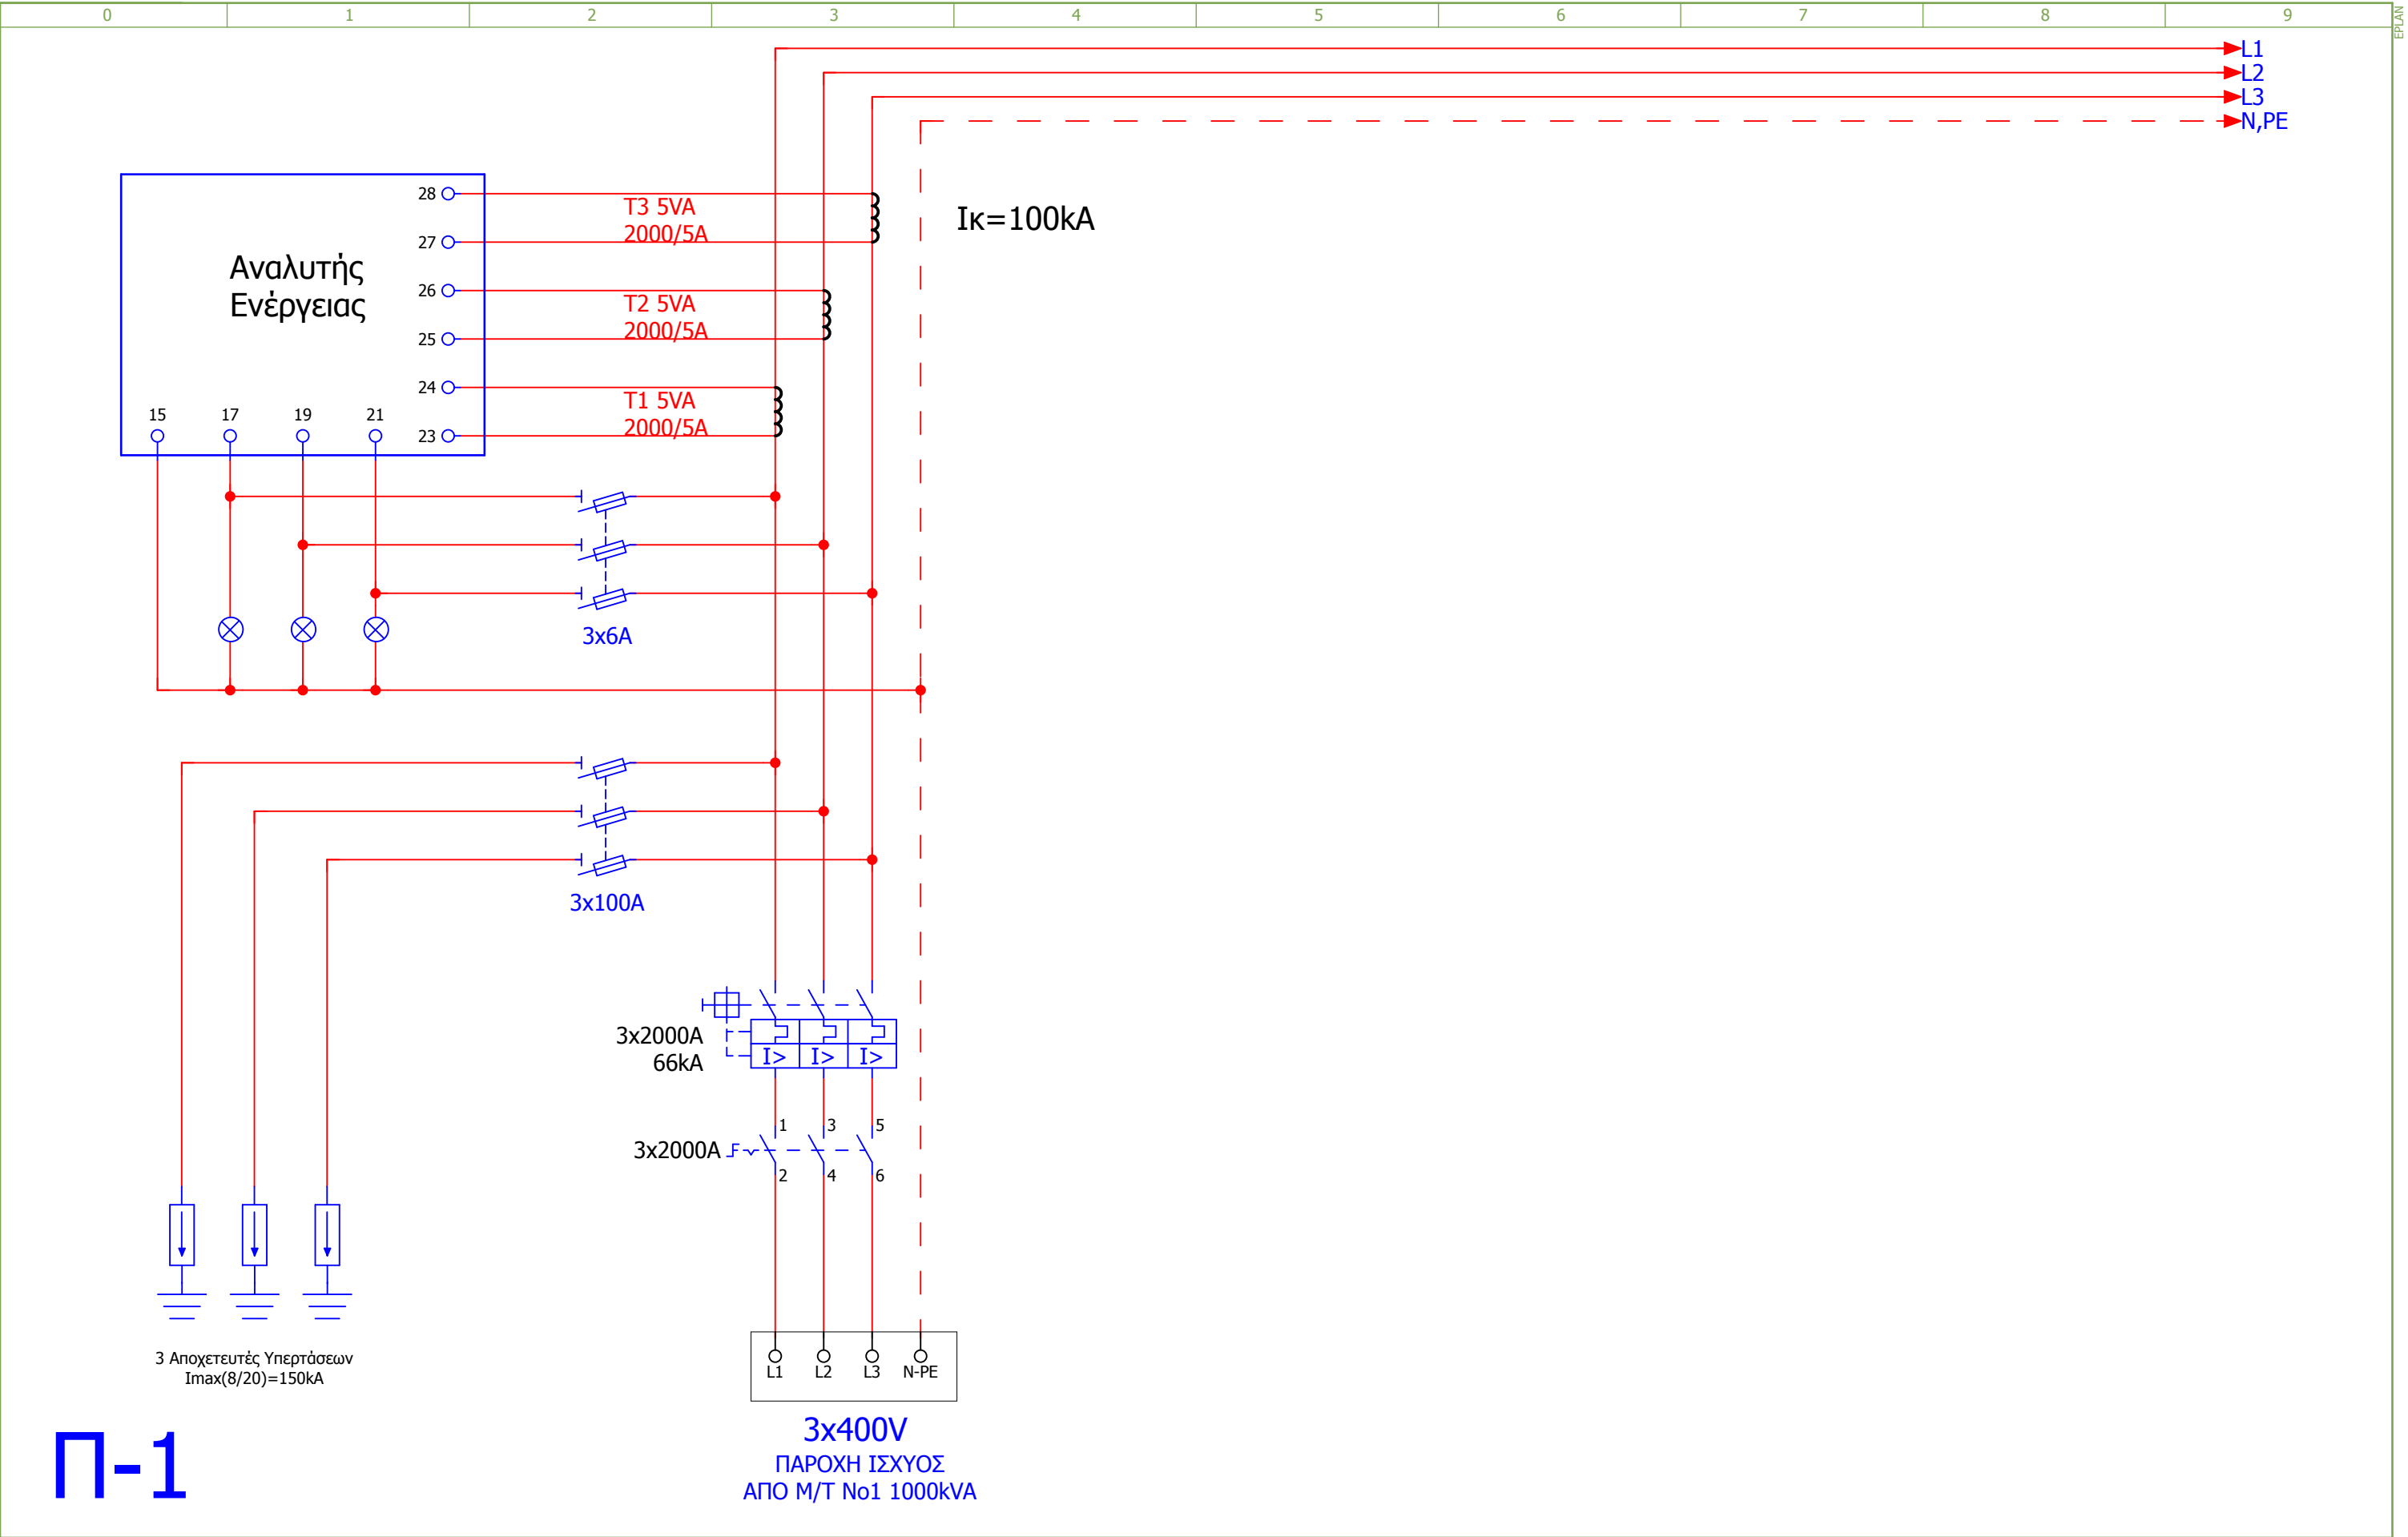 0 1 2 3 4 5 6 7 8 9
EPLAN
L1
L2
L3
N,PE
28
T3 5VA
2000/5A
27
Ικ=100kA
Αναλυτής
Ενέργειας
26
T2 5VA
2000/5A
25
24
T1 5VA
2000/5A
23
15 17 19 21
3x6A
3x100A
3x2000A
66kA
I> I> I>
1 3 5
3x2000A
2 4 6
L1 L2 L3 N-PE
3 Αποχετευτές Υπερτάσεων
Imax(8/20)=150kA
3x400V
ΠΑΡΟΧΗ ΙΣΧΥΟΣ
ΑΠΟ Μ/Τ Νο1 1000kVA
Π-1